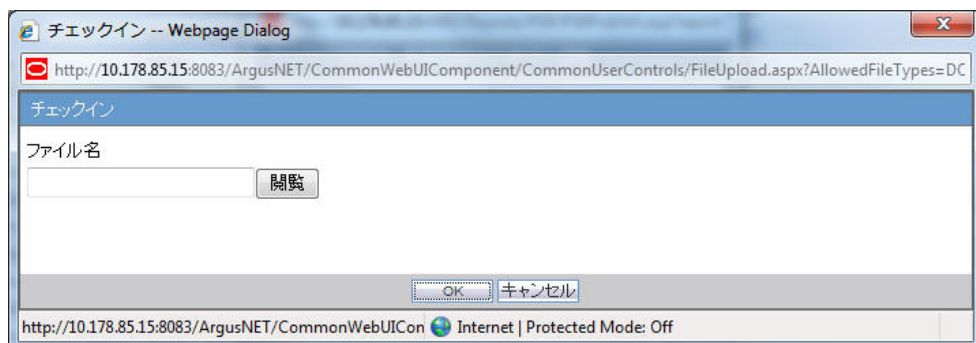 チェックイン -- Webpage Dialog
http://10.178.85.15:8083/ArgusNET/CommonWebUIComponent/CommonUserControls/FileUpload.aspx?AllowedFileTypes=DC
チェックイン
ファイル名
閲覧
OK キャンセル
http://10.178.85.15:8083/ArgusNET/CommonWebUICon Internet | Protected Mode: Off